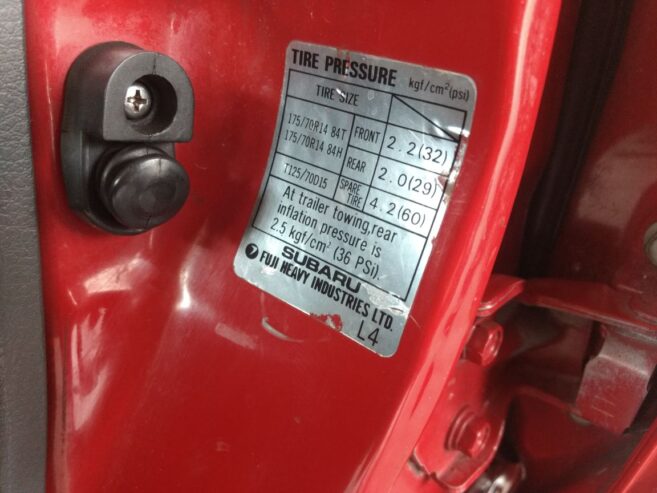 TIRE PRESSURE kgf/cm²(psi)
TIRE SIZE
175/70R14 84T
175/70R14 84H
FRONT 2.2(32)
REAR 2.0(29)
T125/70D15 SPARE TIRE 4.2(60)
At trailer towing,rear
inflation pressure is
2.5 kgf/cm² (36 PSi)
SUBARU
FUJI HEAVY INDUSTRIES LTD.
L4